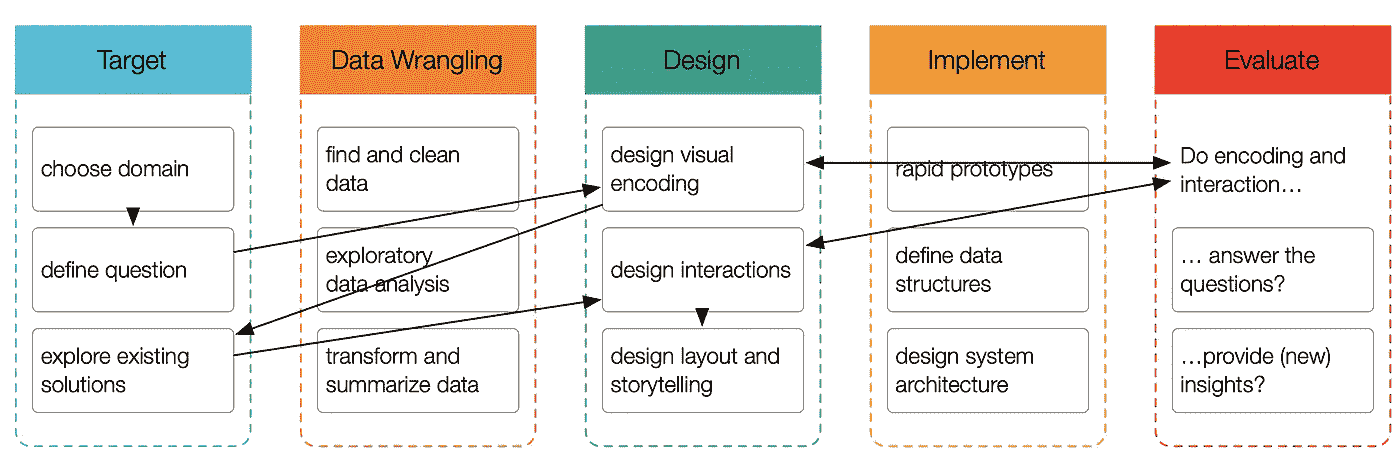 Target
choose domain
define question
explore existing
solutions
Data Wrangling
find and clean
data
exploratory
data analysis
transform and
summarize data
Design
design visual
encoding
design interactions
design layout and
storytelling
Implement
rapid prototypes
define data
structures
design system
architecture
Evaluate
Do encoding and
interaction…
… answer the
questions?
…provide (new)
insights?